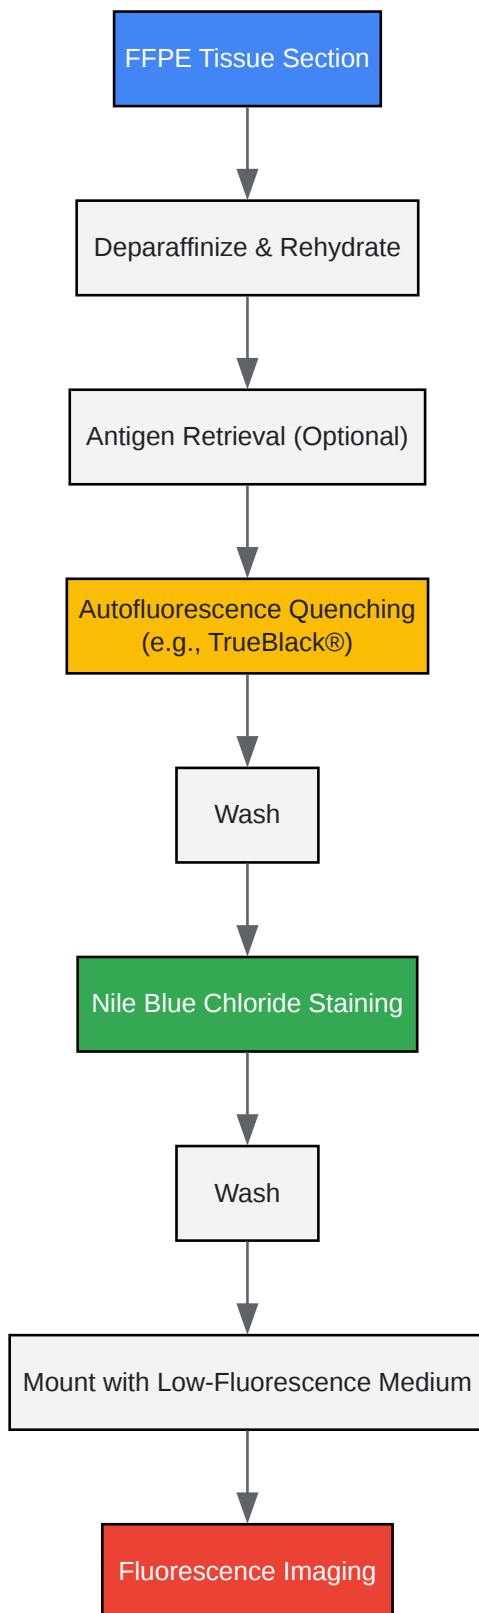 FFPE Tissue Section
Deparaffinize & Rehydrate
Antigen Retrieval (Optional)
Autofluorescence Quenching
(e.g., TrueBlack®)
Wash
Nile Blue Chloride Staining
Wash
Mount with Low-Fluorescence Medium
Fluorescence Imaging